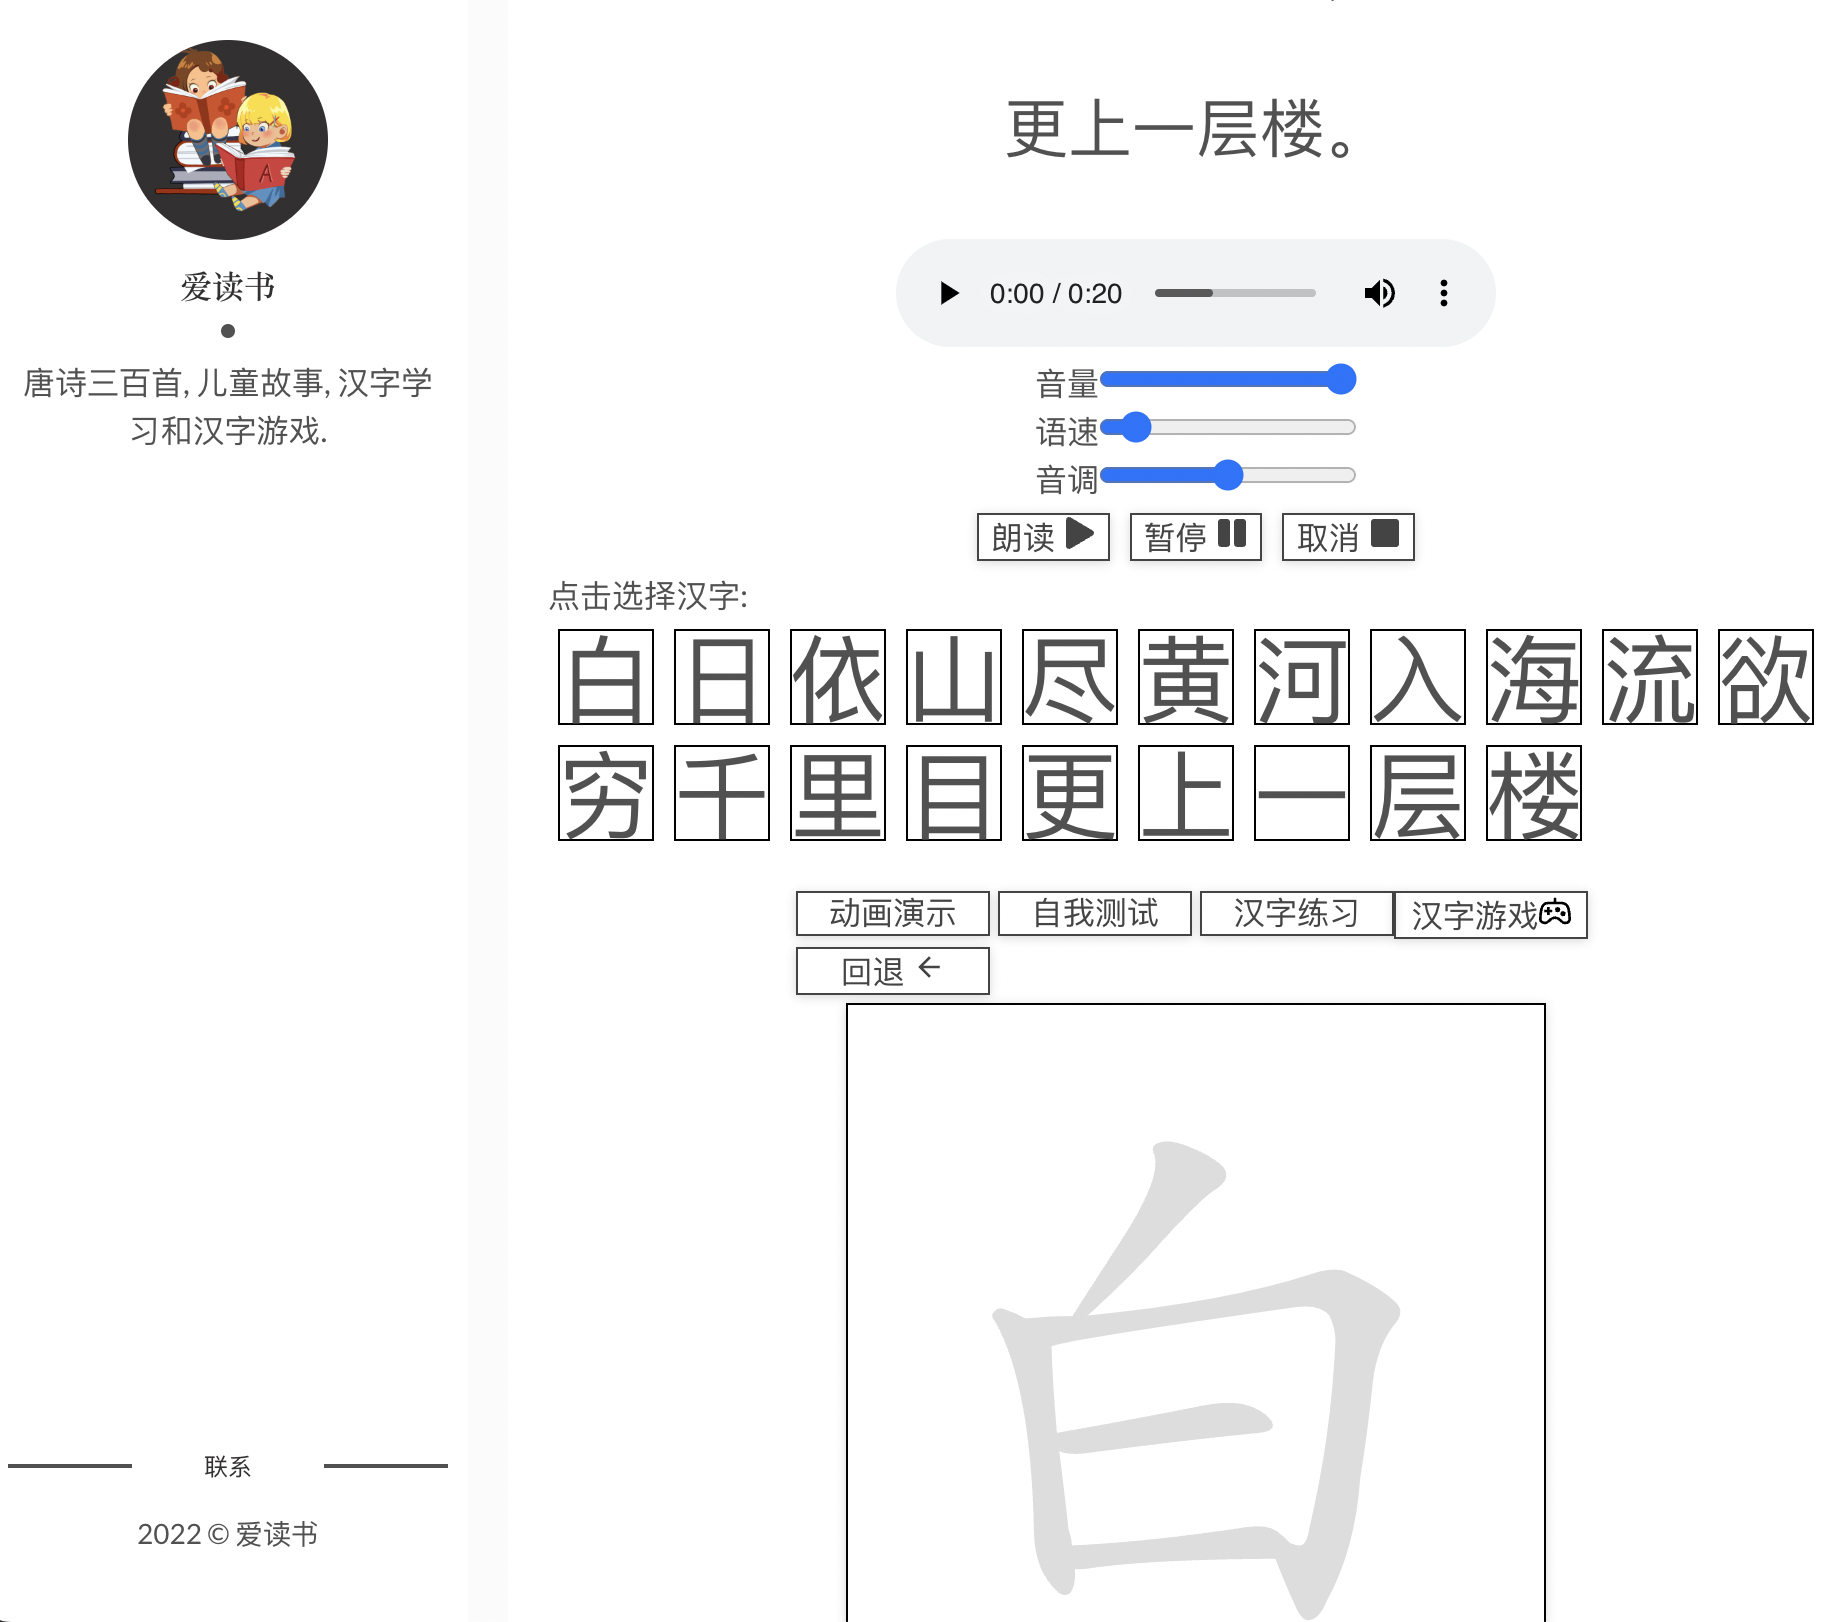 爱读书
唐诗三百首, 儿童故事, 汉字学
习和汉字游戏.
联系
2022 © 爱读书
更上一层楼。
0:00 / 0:20
音量
语速
音调
朗读 暂停 取消
点击选择汉字:
白 日 依 山 尽 黄 河 入 海 流 欲
穷 千 里 目 更 上 一 层 楼
动画演示 自我测试 汉字练习 汉字游戏
回退
白